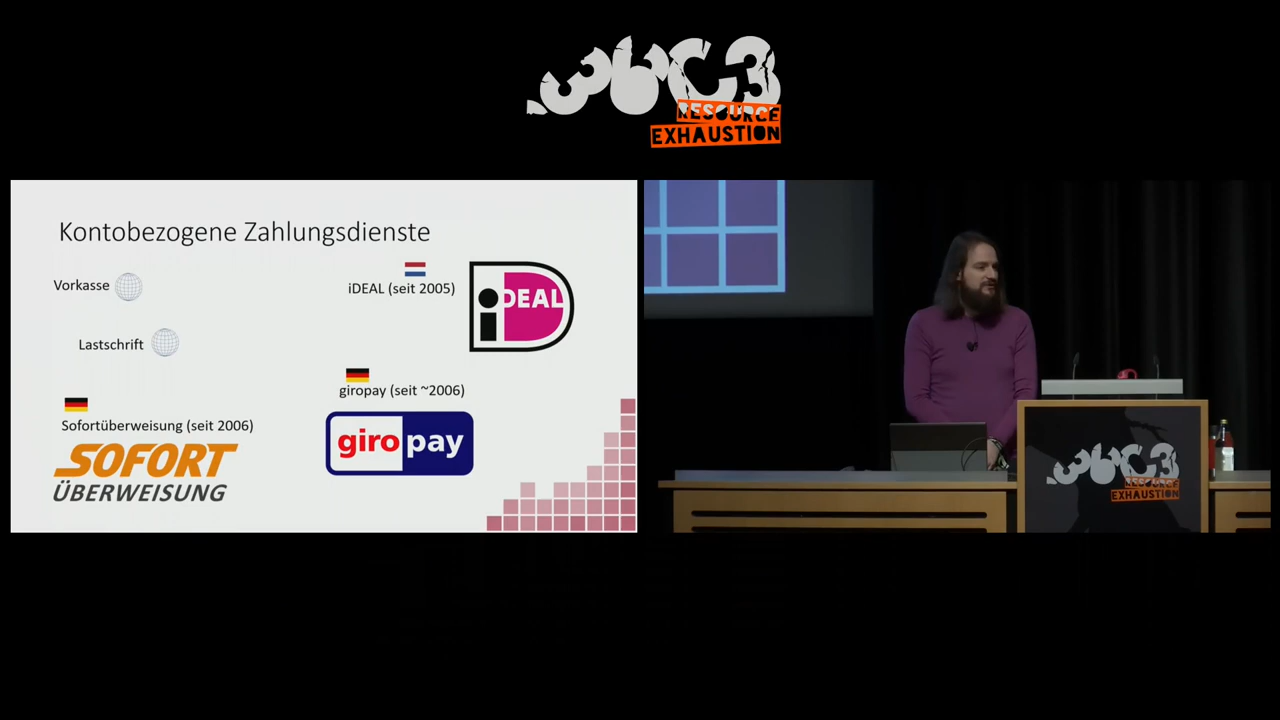 36C3
RESOURCE
EXHAUSTION
Kontobezogene Zahlungsdienste
Vorkasse
iDEAL (seit 2005)
iDEAL
Lastschrift
giropay (seit ~2006)
giropay
Sofortüberweisung (seit 2006)
SOFORT
ÜBERWEISUNG
36C3
RESOURCE
EXHAUSTION